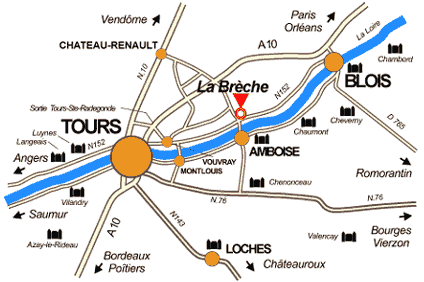 Vendôme
Paris
Orléans
La Loire
CHATEAU-RENAULT
A10
Chambord
N.10
La Brèche
BLOIS
N152
Sortie Tours-Ste-Radegonde
TOURS
Chaumont
Cheverny
D 765
Luynes
Langeais
N152
Angers
VOUVRAY
AMBOISE
MONTLOUIS
Romorantin
Chenonceau
Vilandry
N.76
N.76
Saumur
A10
N143
Bourges
Vierzon
Azay-le-Rideau
Valencay
LOCHES
Bordeaux
Poîtiers
Châteauroux